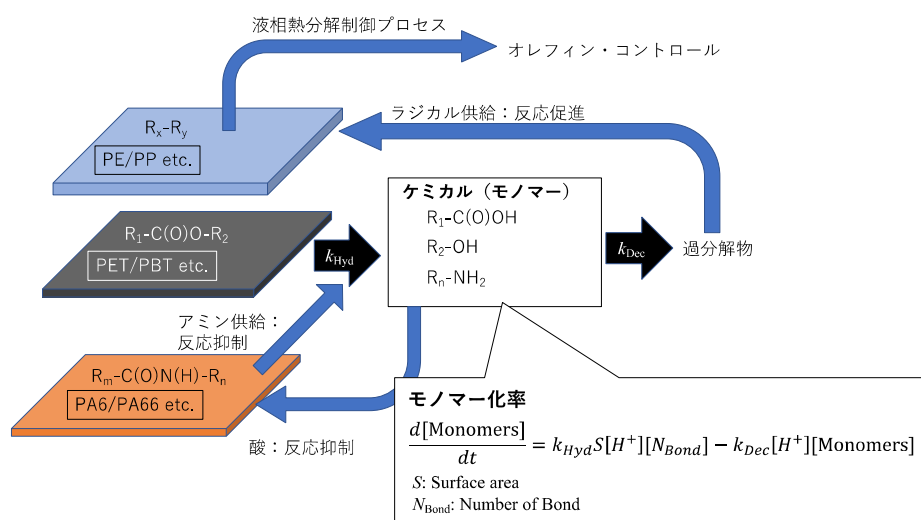 液相熱分解制御プロセス
オレフィン・コントロール
ラジカル供給：反応促進
Rx-Ry
PE/PP etc.
ケミカル（モノマー）
R1-C(O)OH
R2-OH
Rn-NH2
R1-C(O)O-R2
PET/PBT etc.
kHyd
kDec
過分解物
アミン供給：
反応抑制
Rm-C(O)N(H)-Rn
PA6/PA66 etc.
酸：反応抑制
モノマー化率
d[Monomers]/dt = kHydS[H+][NBond] − kDec[H+][Monomers]
S: Surface area
NBond: Number of Bond